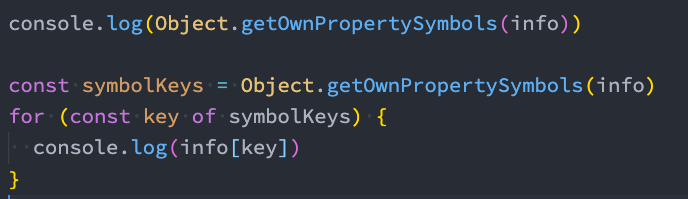 console.log(Object.getOwnPropertySymbols(info))
const symbolKeys = Object.getOwnPropertySymbols(info)
for (const key of symbolKeys) {
  console.log(info[key])
}